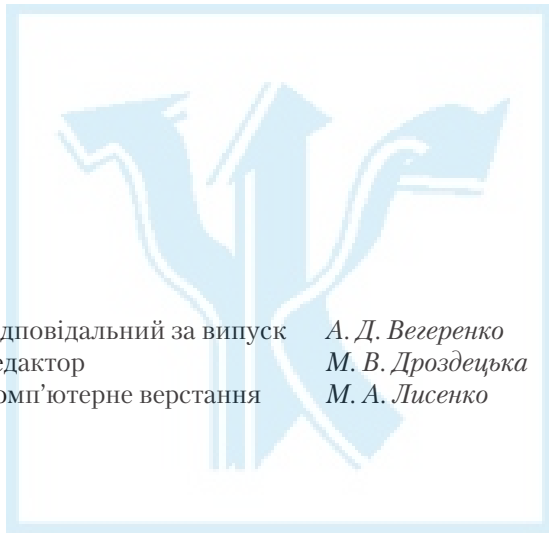 дповідальний за випуск А. Д. Вегеренко
едактор М. В. Дроздецька
омп’ютерне верстання М. А. Лисенко